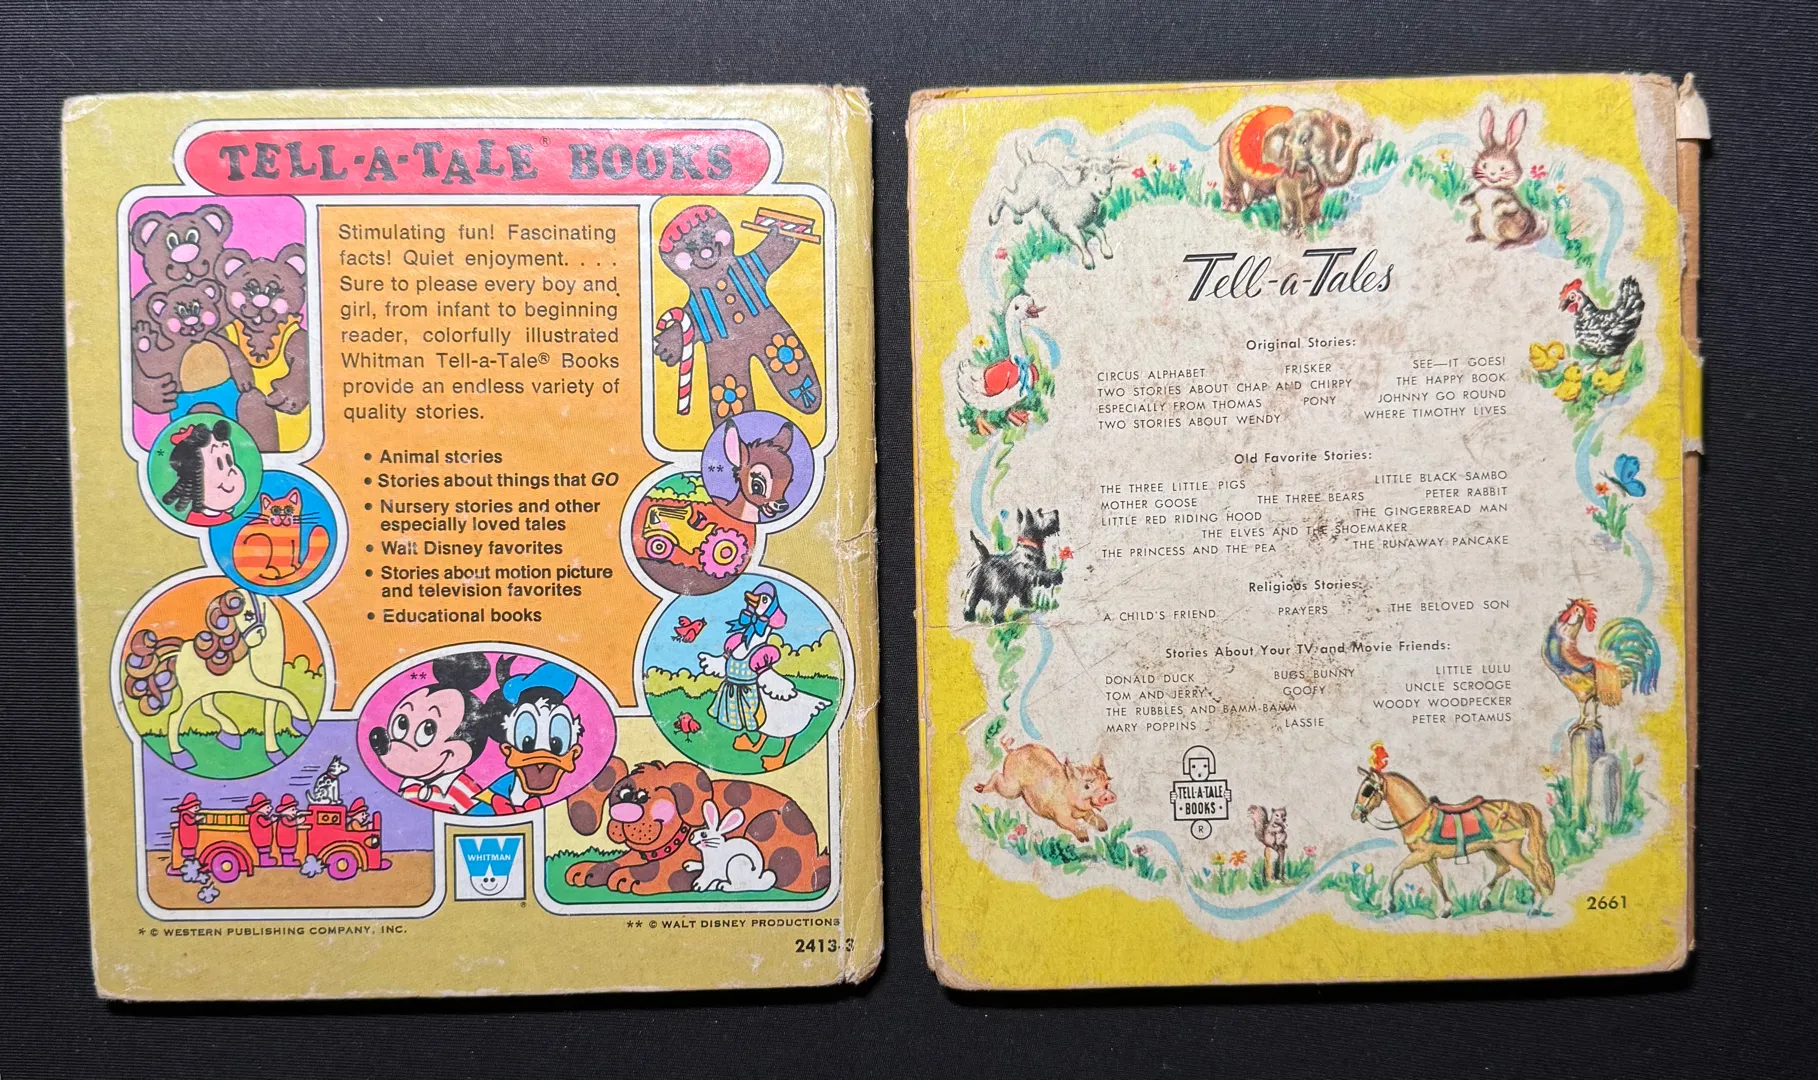 TELL-A-TALE® BOOKS
Stimulating fun! Fascinating
facts! Quiet enjoyment. . . .
Sure to please every boy and
girl, from infant to beginning
reader, colorfully illustrated
Whitman Tell-a-Tale® Books
provide an endless variety of
quality stories.
• Animal stories
• Stories about things that GO
• Nursery stories and other
especially loved tales
• Walt Disney favorites
• Stories about motion picture
and television favorites
• Educational books
*
**
**
WHITMAN
®
* © WESTERN PUBLISHING COMPANY, INC.
** © WALT DISNEY PRODUCTIONS
2413-3
Tell-a-Tales
Original Stories:
CIRCUS ALPHABET FRISKER SEE—IT GOES!
TWO STORIES ABOUT CHAP AND CHIRPY THE HAPPY BOOK
ESPECIALLY FROM THOMAS PONY JOHNNY GO ROUND
TWO STORIES ABOUT WENDY WHERE TIMOTHY LIVES
Old Favorite Stories:
THE THREE LITTLE PIGS LITTLE BLACK SAMBO
MOTHER GOOSE THE THREE BEARS PETER RABBIT
LITTLE RED RIDING HOOD THE GINGERBREAD MAN
THE ELVES AND THE SHOEMAKER
THE PRINCESS AND THE PEA THE RUNAWAY PANCAKE
Religious Stories:
A CHILD'S FRIEND PRAYERS THE BELOVED SON
Stories About Your TV and Movie Friends:
DONALD DUCK BUGS BUNNY LITTLE LULU
TOM AND JERRY GOOFY UNCLE SCROOGE
THE RUBBLES AND BAMM-BAMM WOODY WOODPECKER
MARY POPPINS LASSIE PETER POTAMUS
TELL-A-TALE
• BOOKS •
R
2661